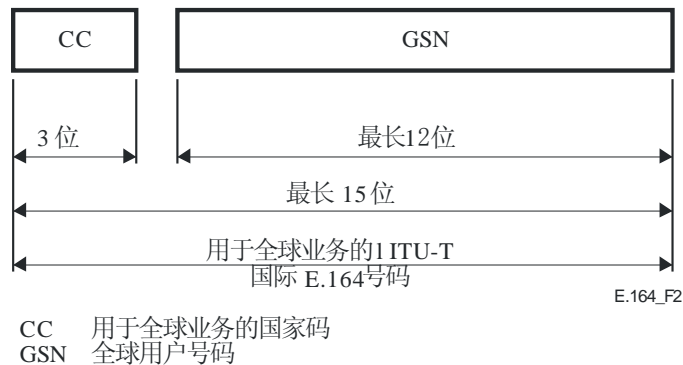 CC GSN
3 位 最长12位
最长 15 位
用于全球业务的l ITU-T
国际 E.164号码
E.164_F2
CC 用于全球业务的国家码
GSN 全球用户号码